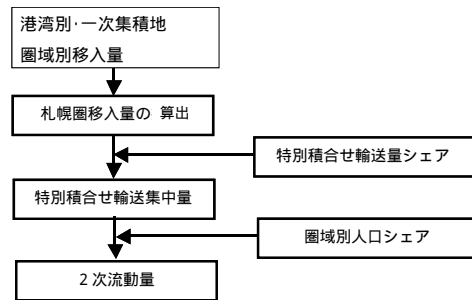 港湾別・一次集積地
圏域別移入量
札幌圏移入量の 算出
特別積合せ輸送量シェア
特別積合せ輸送集中量
圏域別人口シェア
2次流動量